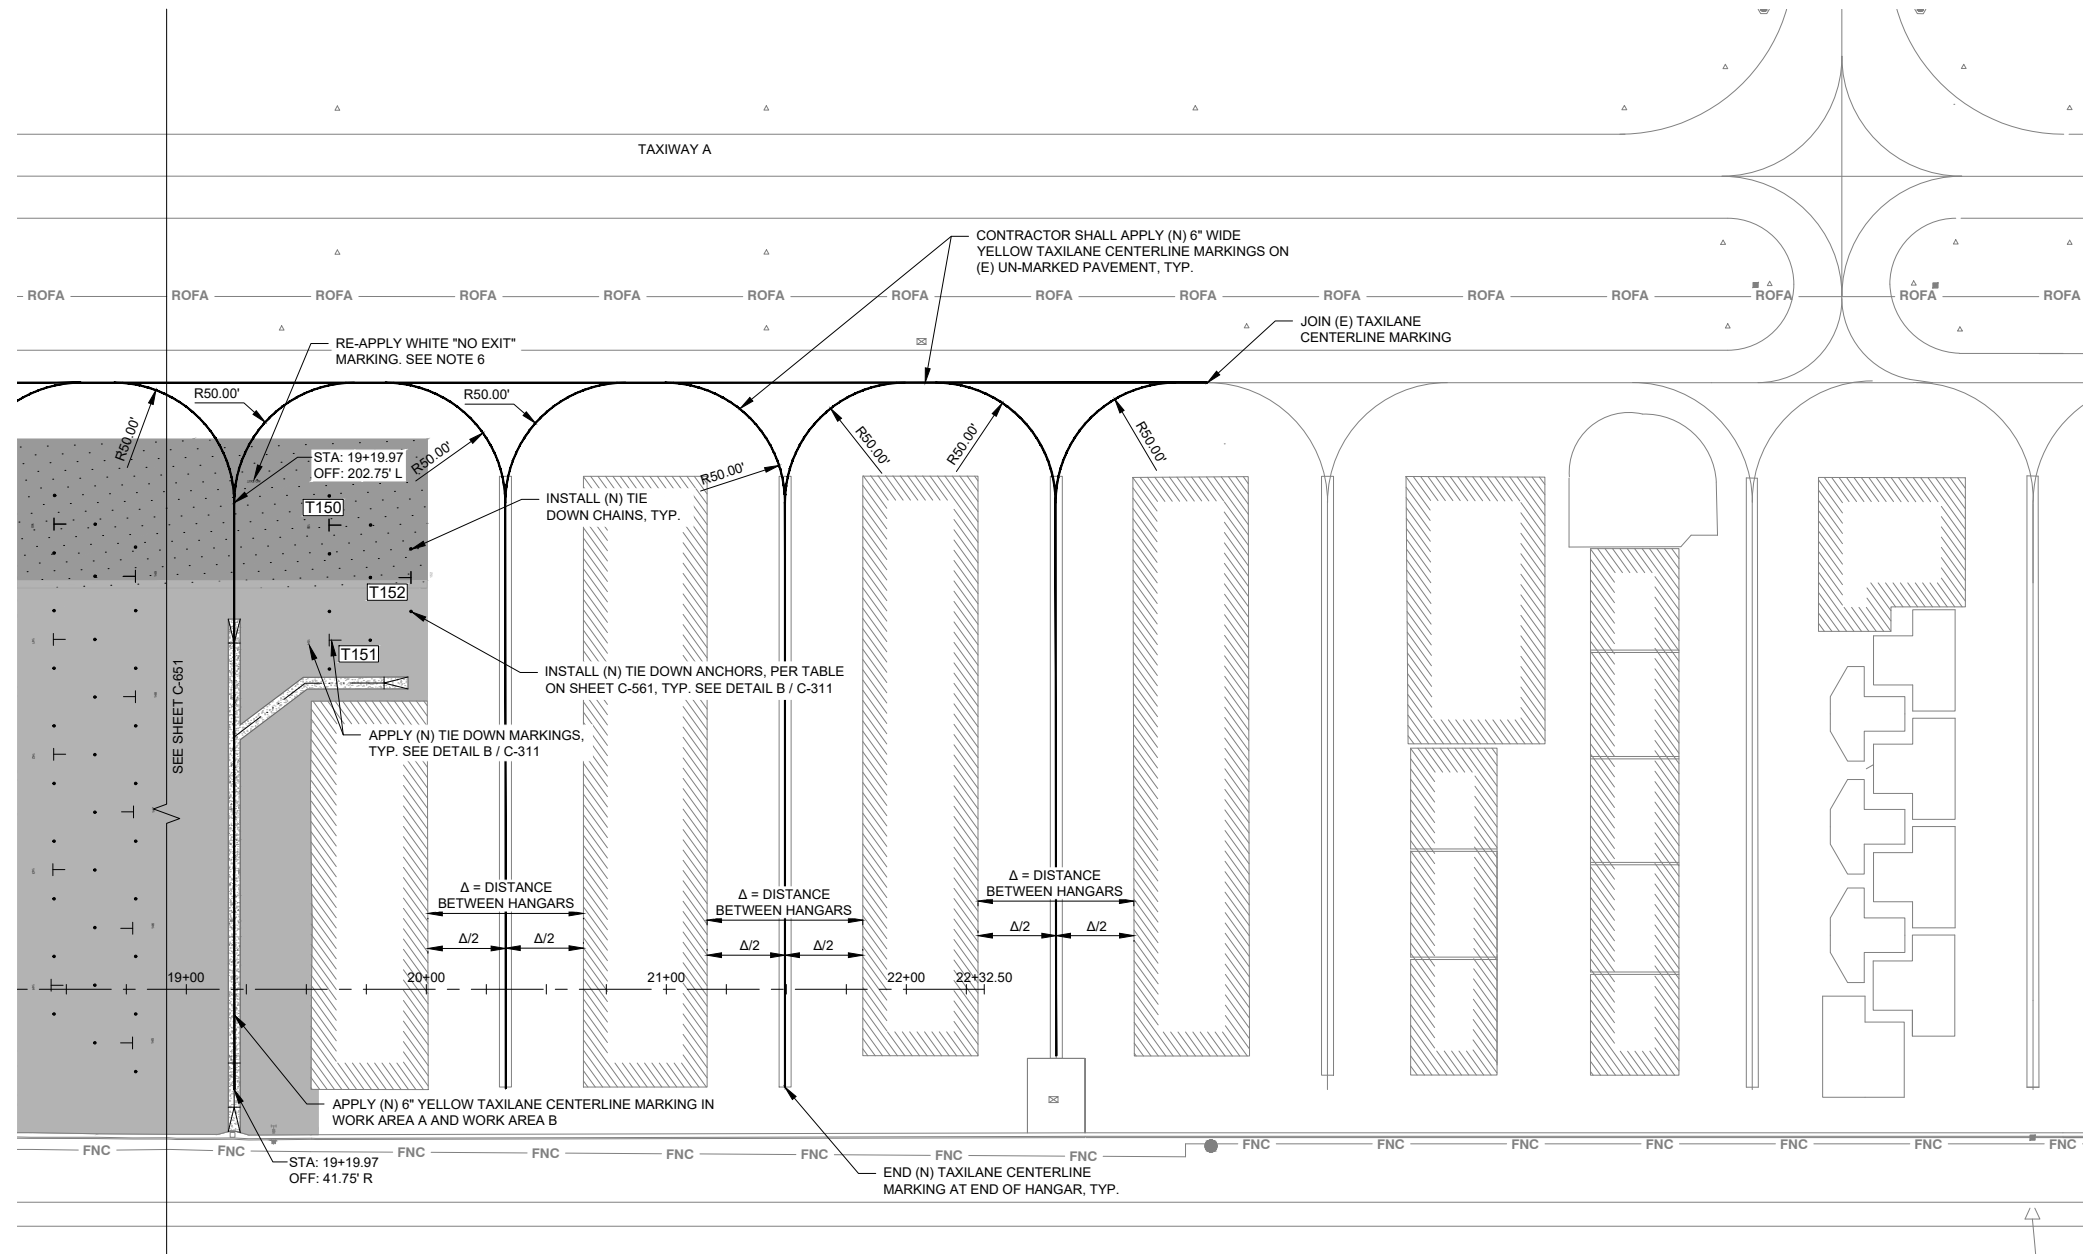 TAXIWAY A
CONTRACTOR SHALL APPLY (N) 6" WIDE
YELLOW TAXILANE CENTERLINE MARKINGS ON
(E) UN-MARKED PAVEMENT, TYP.
ROFA ROFA ROFA ROFA ROFA ROFA ROFA ROFA ROFA ROFA ROFA ROFA ROFA ROFA ROFA
JOIN (E) TAXILANE
CENTERLINE MARKING
RE-APPLY WHITE "NO EXIT"
MARKING. SEE NOTE 6
R50.00'
R50.00'
R50.00'
R50.00'
R50.00'
R50.00'
R50.00'
R50.00'
STA: 19+19.97
OFF: 202.75' L
T150
INSTALL (N) TIE
DOWN CHAINS, TYP.
T152
T151
INSTALL (N) TIE DOWN ANCHORS, PER TABLE
ON SHEET C-561, TYP. SEE DETAIL B / C-311
SEE SHEET C-651
APPLY (N) TIE DOWN MARKINGS,
TYP. SEE DETAIL B / C-311
Δ = DISTANCE
BETWEEN HANGARS
Δ/2 Δ/2
Δ = DISTANCE
BETWEEN HANGARS
Δ/2 Δ/2
Δ = DISTANCE
BETWEEN HANGARS
Δ/2 Δ/2
19+00 20+00 21+00 22+00 22+32.50
APPLY (N) 6" YELLOW TAXILANE CENTERLINE MARKING IN
WORK AREA A AND WORK AREA B
FNC FNC FNC FNC FNC FNC FNC FNC FNC FNC FNC FNC FNC FNC FNC
STA: 19+19.97
OFF: 41.75' R
END (N) TAXILANE CENTERLINE
MARKING AT END OF HANGAR, TYP.